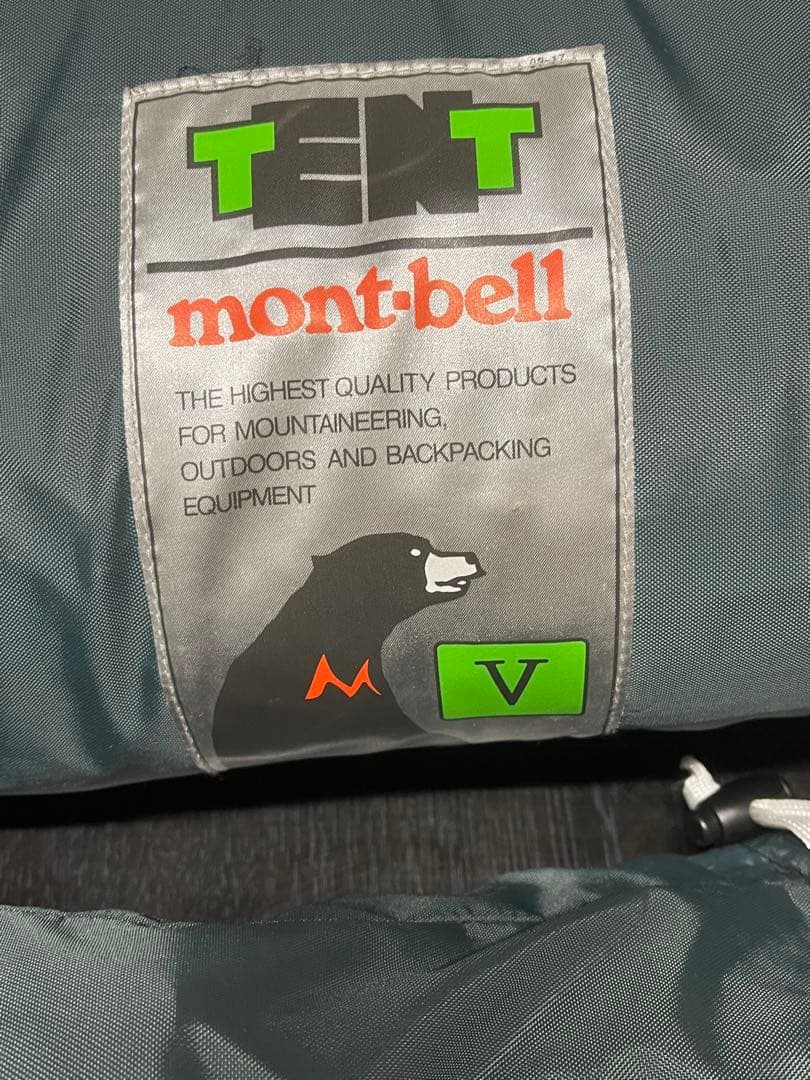 TENT
mont·bell
THE HIGHEST QUALITY PRODUCTS
FOR MOUNTAINEERING,
OUTDOORS AND BACKPACKING
EQUIPMENT
M
V